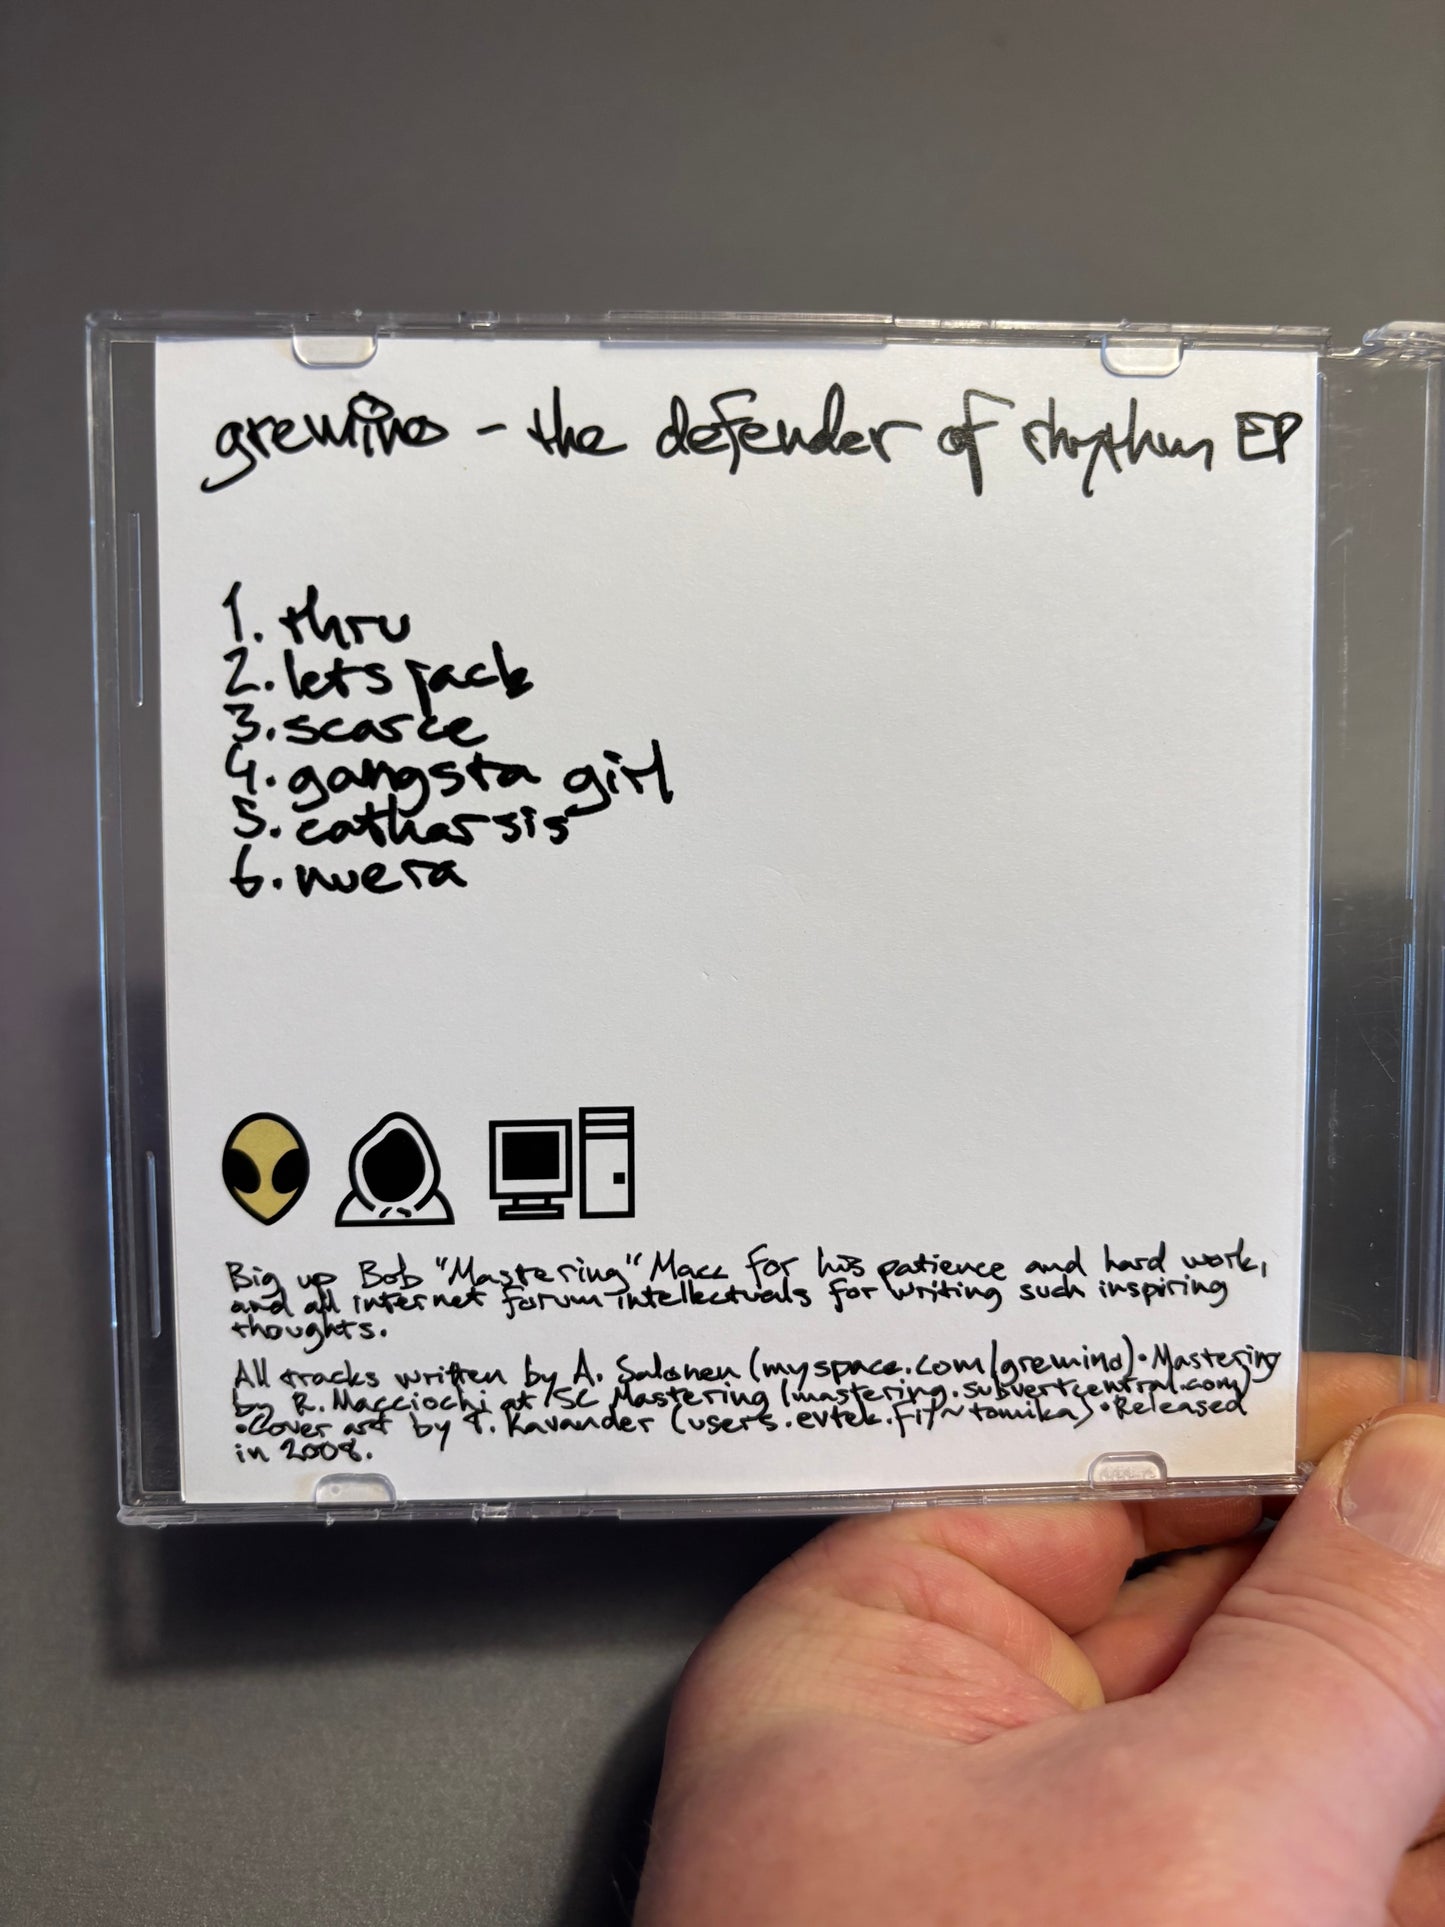 gremino - the defender of rhythm EP
1. thru
2. lets jack
3. scarce
4. gangsta girl
5. catharsis
6. nuera
Big up Bob "Mastering" Macc for his patience and hard work,
and all internet forum intellectuals for writing such inspiring
thoughts.
All tracks written by A. Salonen (myspace.com/gremino) • Mastering
by R. Macciochi at SC Mastering (mastering.subvertcentral.com)
• Cover art by T. Kavander (users.evtek.fi/~tomika) • Released
in 2008.